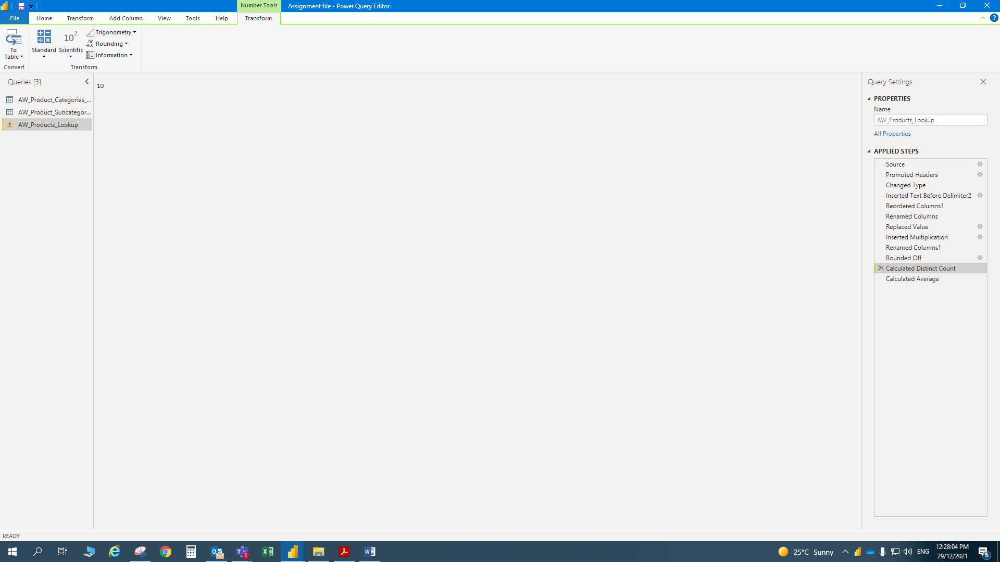 Number Tools
Assignment file - Power Query Editor
File Home Transform Add Column View Tools Help Transform
To Table
Standard
Scientific
Trigonometry
Rounding
Information
Convert
Transform
Queries [3]
AW_Product_Categories_...
AW_Product_Subcategor...
AW_Products_Lookup
10
Query Settings
PROPERTIES
Name
AW_Products_Lookup
All Properties
APPLIED STEPS
Source
Promoted Headers
Changed Type
Inserted Text Before Delimiter2
Reordered Columns1
Renamed Columns
Replaced Value
Inserted Multiplication
Renamed Columns1
Rounded Off
Calculated Distinct Count
Calculated Average
READY
25°C Sunny
ENG
12:28:04 PM
29/12/2021
6